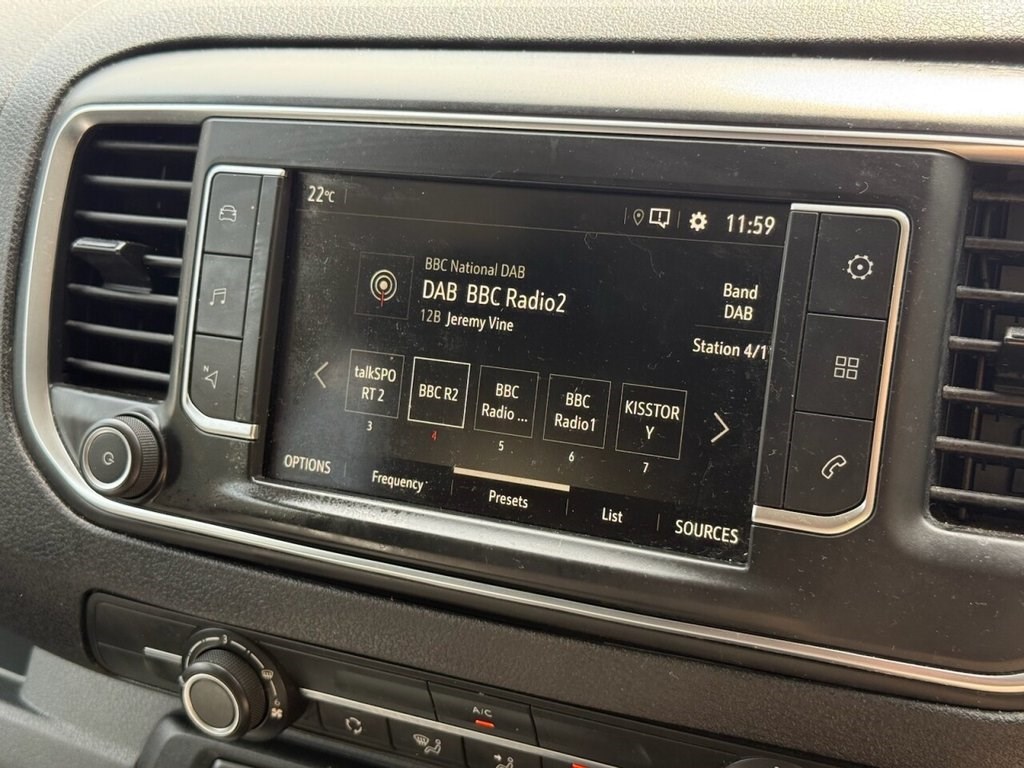 22°C
11:59
BBC National DAB
DAB BBC Radio2
12B Jeremy Vine
Band
DAB
Station 4/1
talkSPO
RT 2
3
BBC R2
4
BBC
Radio ...
5
BBC
Radio1
6
KISSTOR
Y
7
OPTIONS
Frequency
Presets
List
SOURCES
N
3
A/C